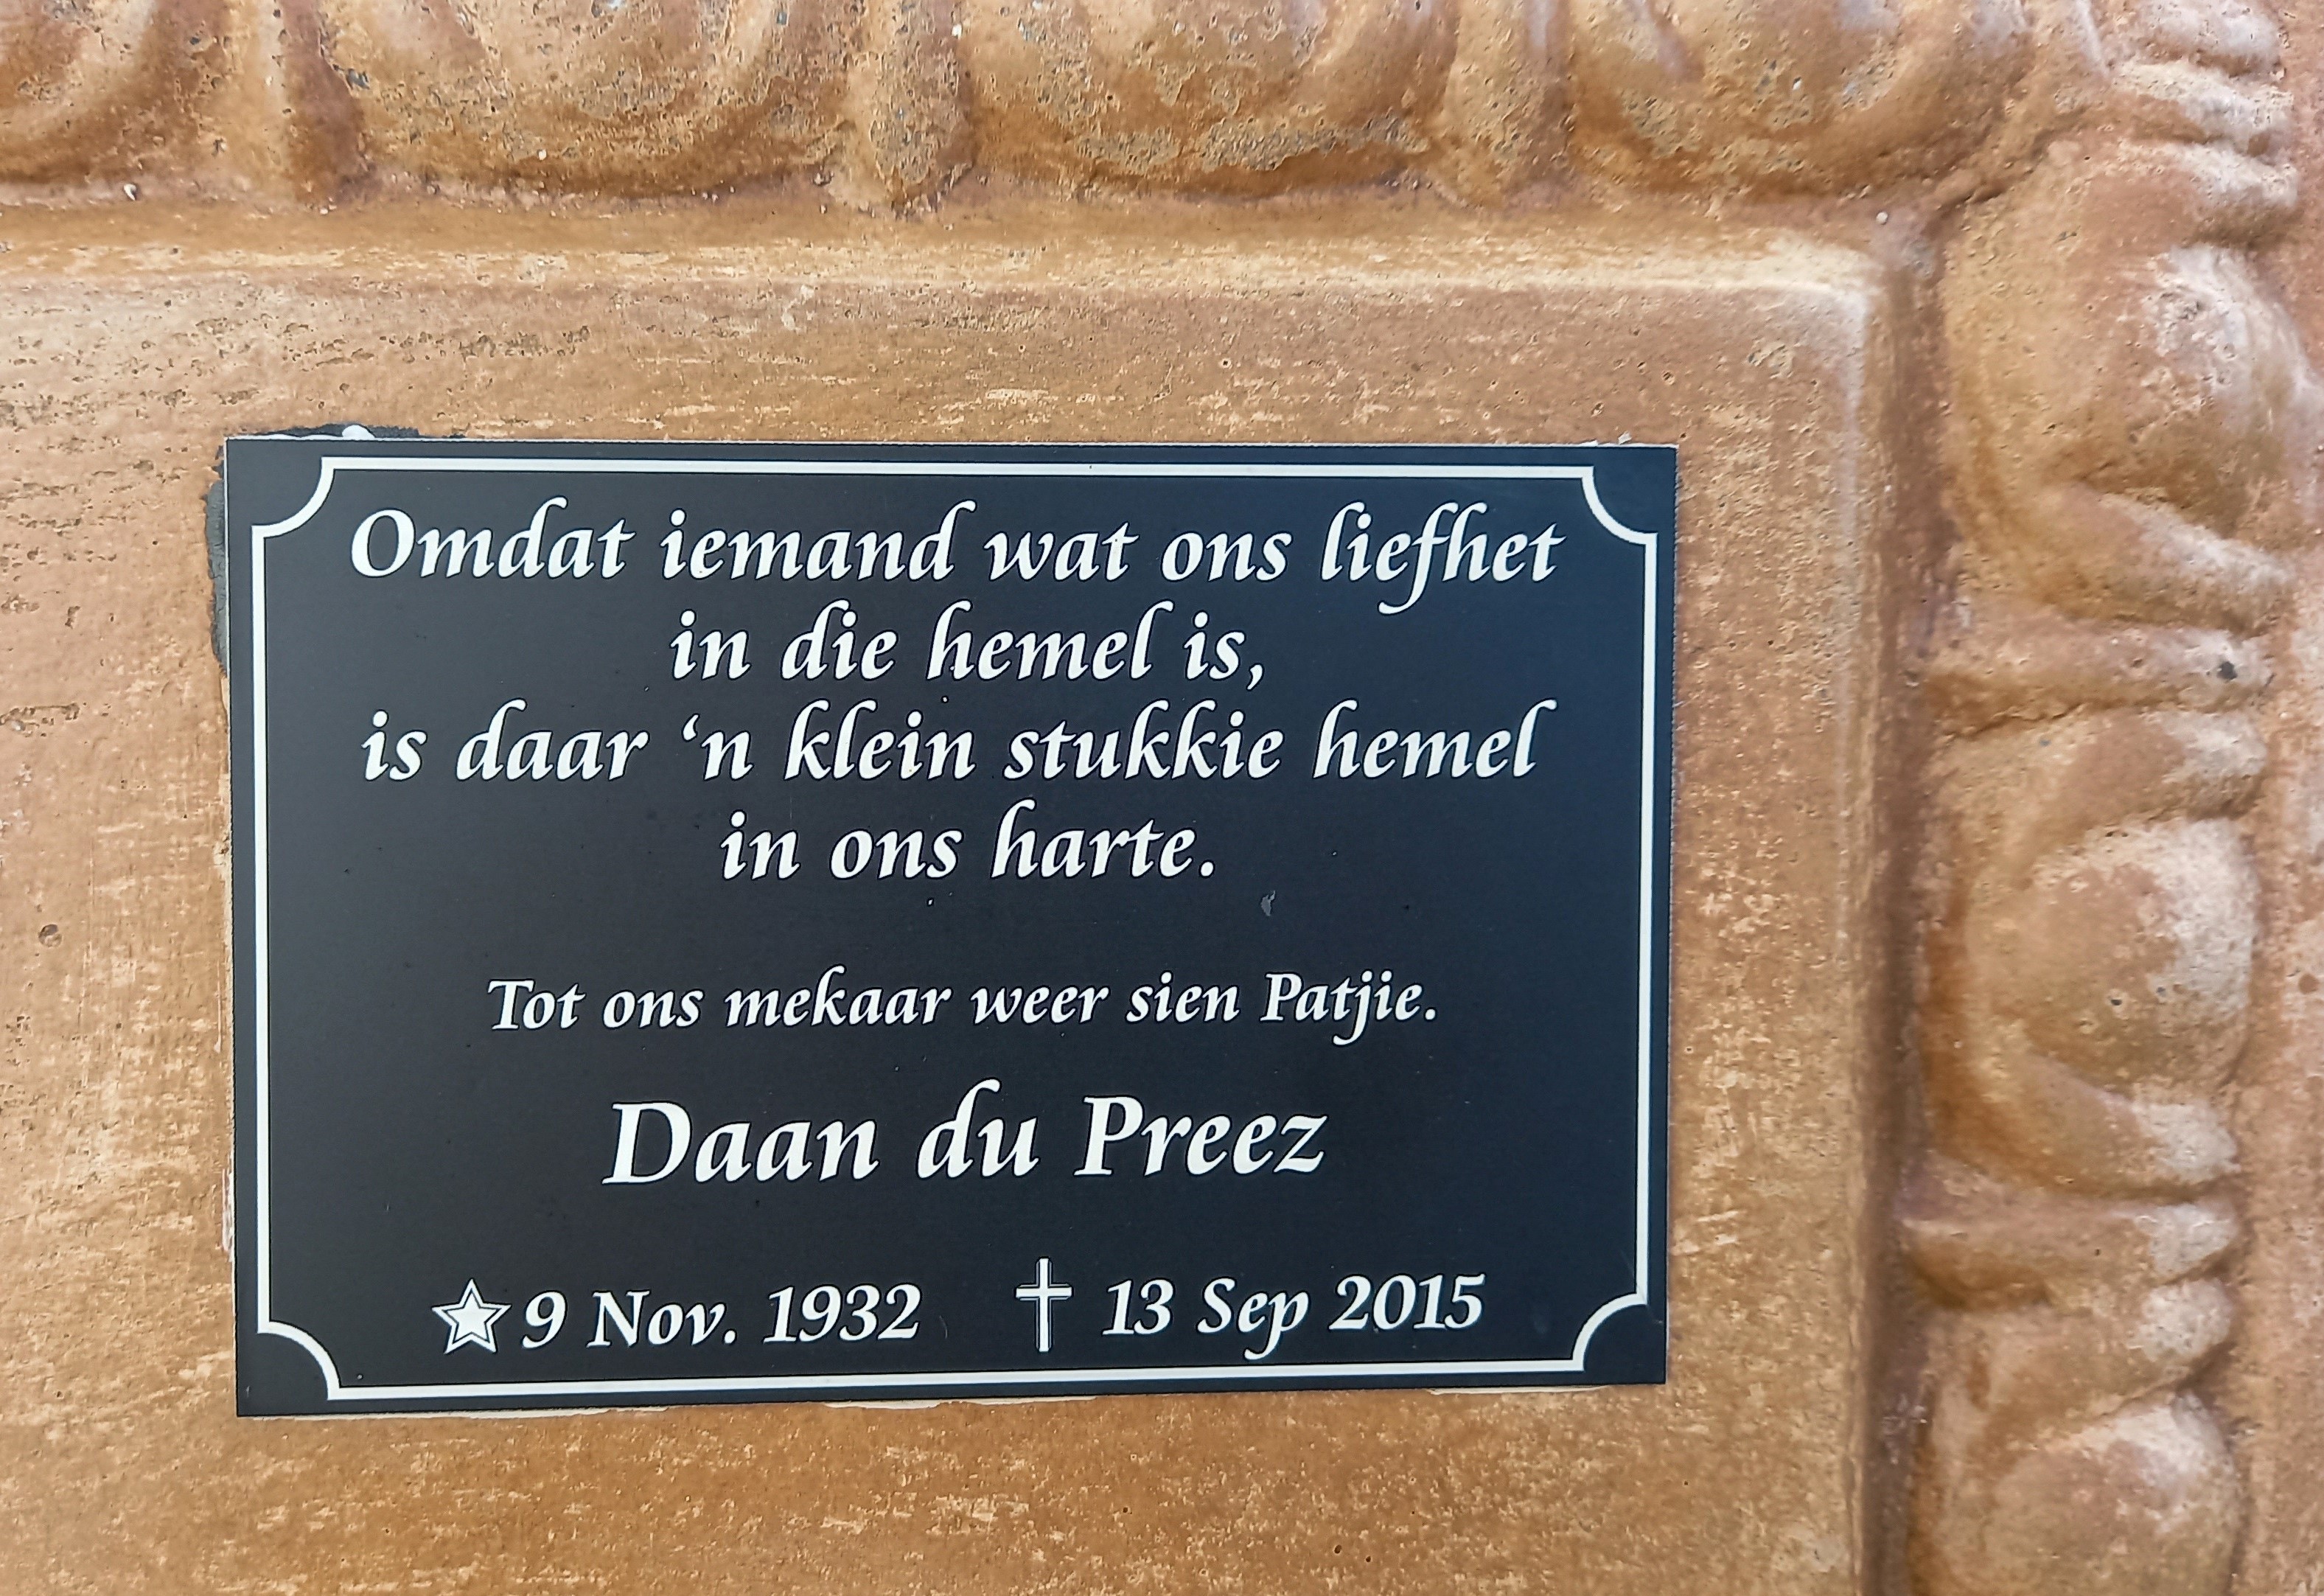 Omdat iemand wat ons liefhet
in die hemel is,
is daar ‘n klein stukkie hemel
in ons harte.
Tot ons mekaar weer sien Patjie.
Daan du Preez
9 Nov. 1932 13 Sep 2015